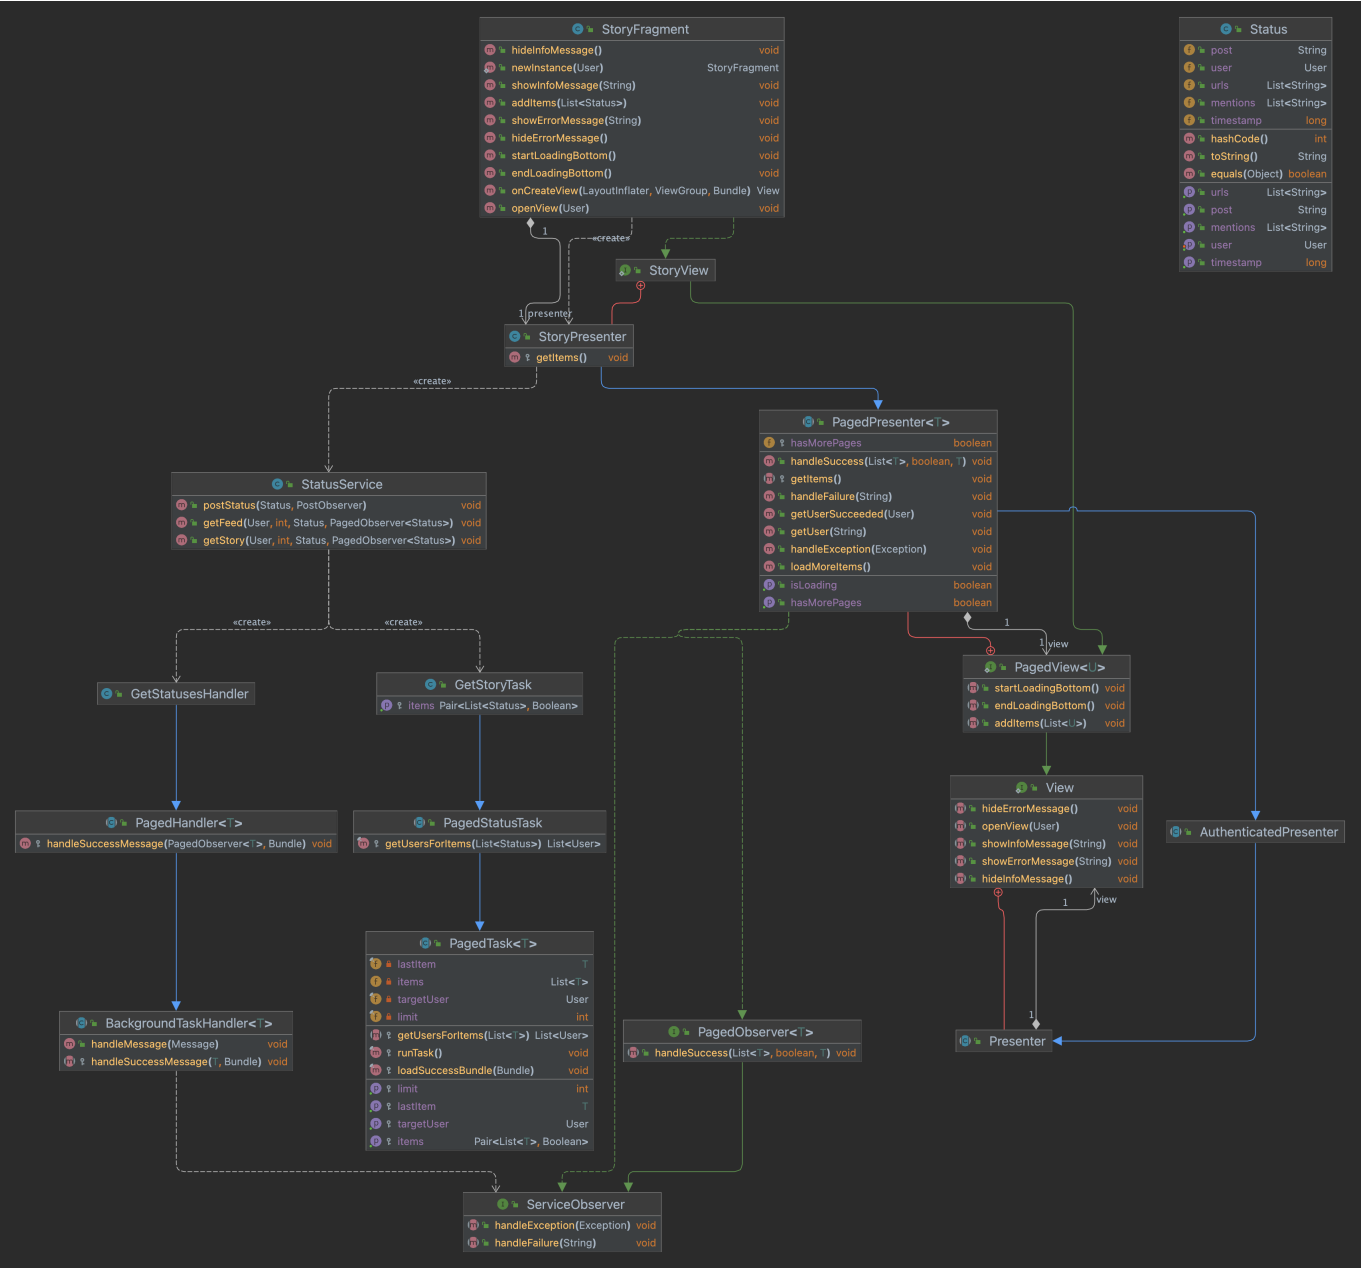 StoryFragment
hideInfoMessage() void
newInstance(User) StoryFragment
showInfoMessage(String) void
addItems(List<Status>) void
showErrorMessage(String) void
hideErrorMessage() void
startLoadingBottom() void
endLoadingBottom() void
onCreateView(LayoutInflater, ViewGroup, Bundle) View
openView(User) void
Status
post String
user User
urls List<String>
mentions List<String>
timestamp long
hashCode() int
toString() String
equals(Object) boolean
urls List<String>
post String
mentions List<String>
user User
timestamp long
1
«create»
StoryView
1 presenter
StoryPresenter
getItems() void
«create»
PagedPresenter<T>
hasMorePages boolean
handleSuccess(List<T>, boolean, T) void
getItems() void
handleFailure(String) void
getUserSucceeded(User) void
getUser(String) void
handleException(Exception) void
loadMoreItems() void
isLoading boolean
hasMorePages boolean
StatusService
postStatus(Status, PostObserver) void
getFeed(User, int, Status, PagedObserver<Status>) void
getStory(User, int, Status, PagedObserver<Status>) void
«create»
«create»
1
1 view
GetStatusesHandler
GetStoryTask
items Pair<List<Status>, Boolean>
PagedView<U>
startLoadingBottom() void
endLoadingBottom() void
addItems(List<U>) void
View
hideErrorMessage() void
openView(User) void
showInfoMessage(String) void
showErrorMessage(String) void
hideInfoMessage() void
PagedHandler<T>
handleSuccessMessage(PagedObserver<T>, Bundle) void
PagedStatusTask
getUsersForItems(List<Status>) List<User>
AuthenticatedPresenter
1
view
PagedTask<T>
lastItem T
items List<T>
targetUser User
limit int
getUsersForItems(List<T>) List<User>
runTask() void
loadSuccessBundle(Bundle) void
limit int
lastItem T
targetUser User
items Pair<List<T>, Boolean>
BackgroundTaskHandler<T>
handleMessage(Message) void
handleSuccessMessage(T, Bundle) void
PagedObserver<T>
handleSuccess(List<T>, boolean, T) void
1
Presenter
ServiceObserver
handleException(Exception) void
handleFailure(String) void